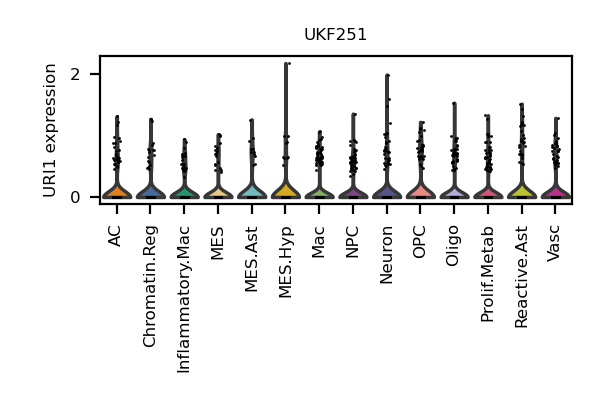 UKF251
URI1 expression
2
0
AC
Chromatin.Reg
Inflammatory.Mac
MES
MES.Ast
MES.Hyp
Mac
NPC
Neuron
OPC
Oligo
Prolif.Metab
Reactive.Ast
Vasc